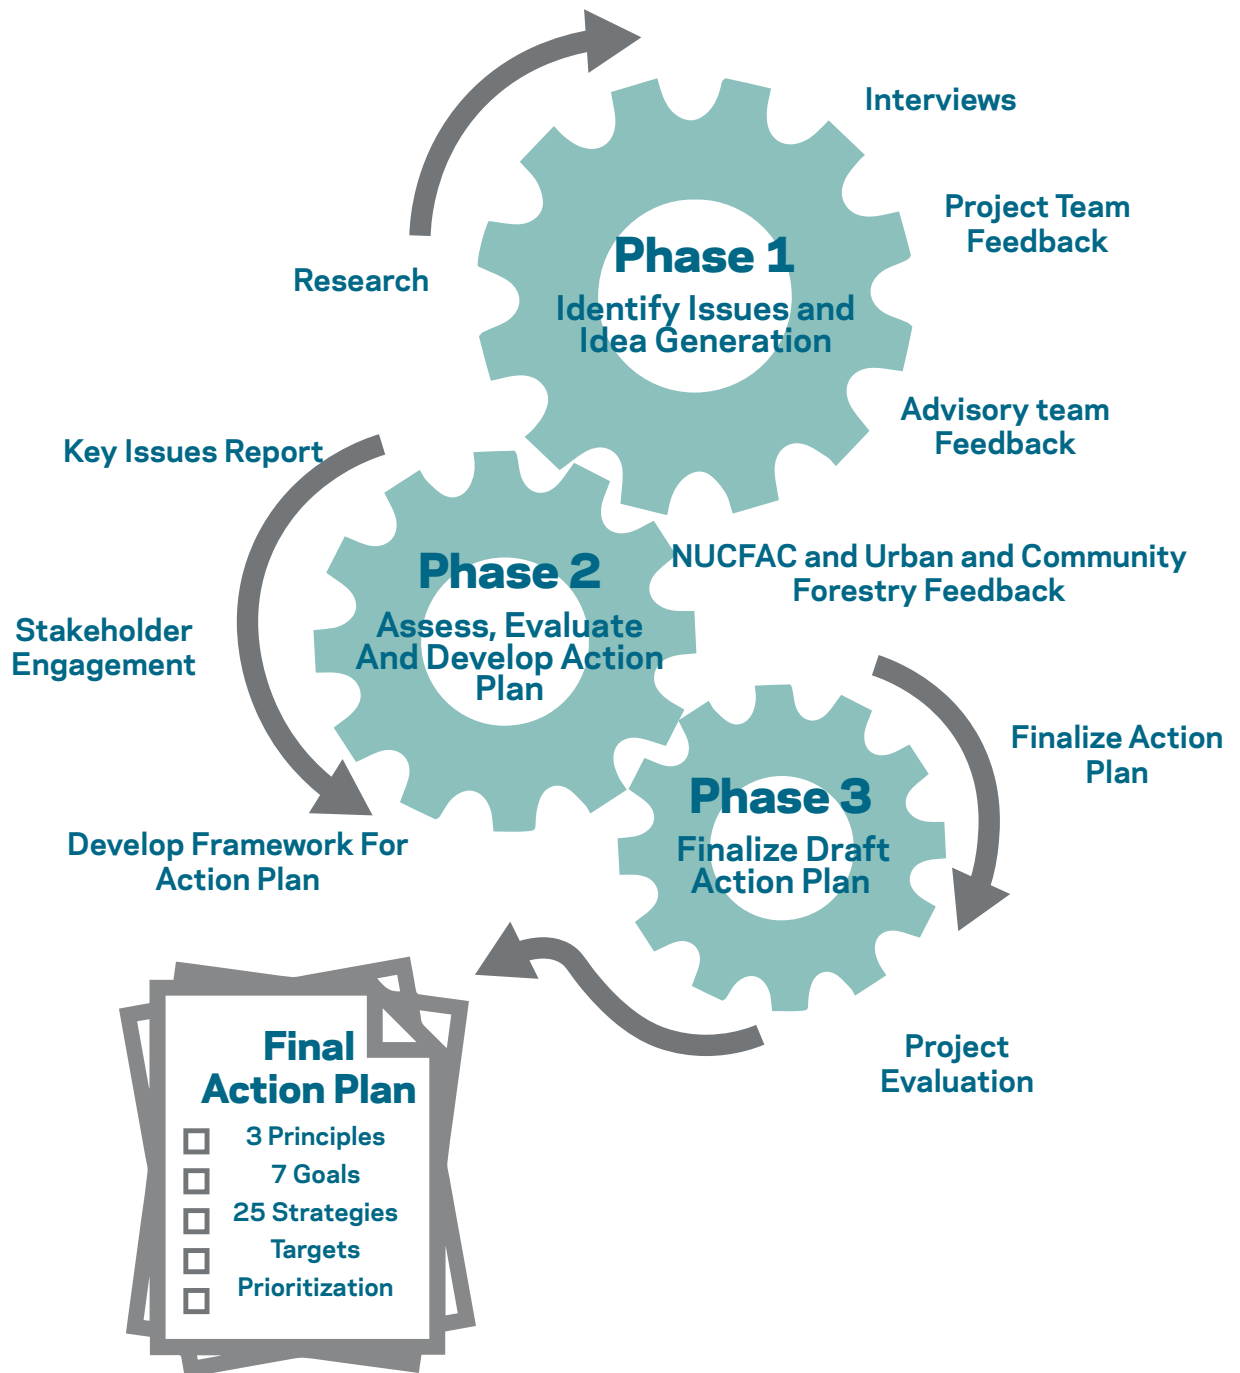 Interviews
Project Team
Feedback
Phase 1
Identify Issues and
Idea Generation
Research
Advisory team
Feedback
Key Issues Report
NUCFAC and Urban and Community
Forestry Feedback
Phase 2
Assess, Evaluate
And Develop Action
Plan
Stakeholder
Engagement
Develop Framework For
Action Plan
Finalize Action
Plan
Phase 3
Finalize Draft
Action Plan
Project
Evaluation
Final
Action Plan
3 Principles
7 Goals
25 Strategies
Targets
Prioritization